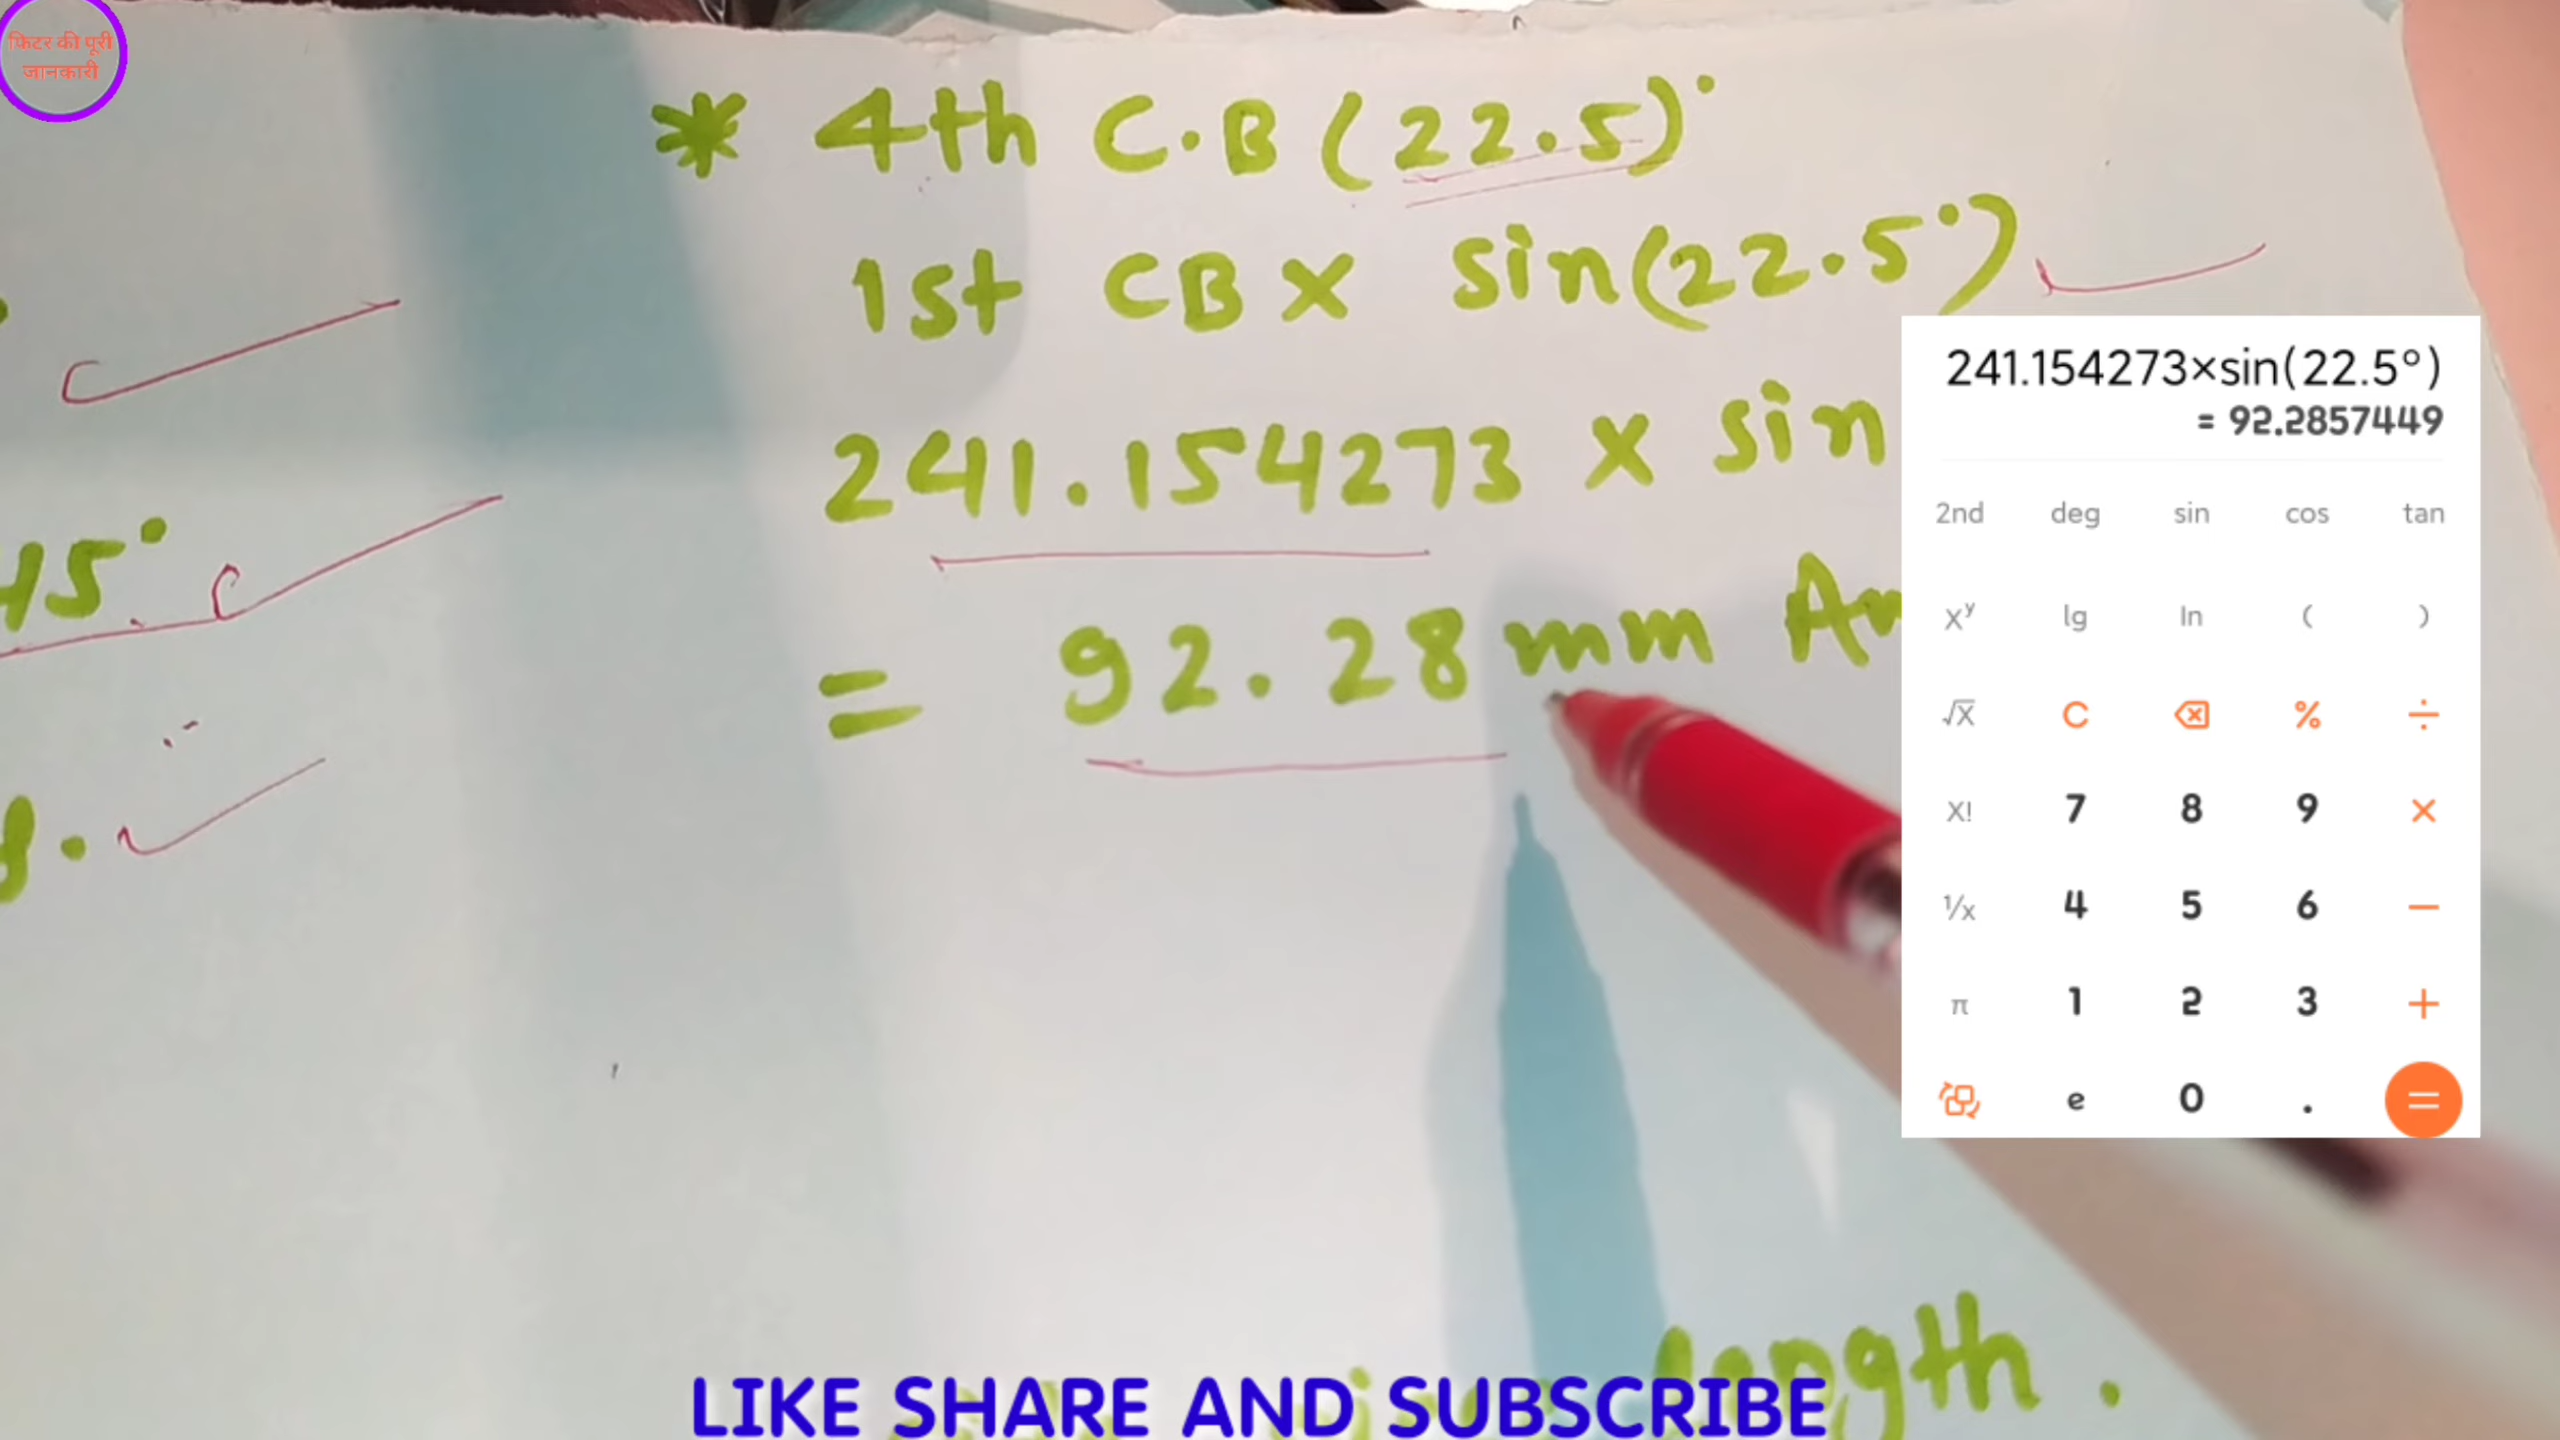 फिटर की पूरी
जानकारी
* 4th C.B (22.5)°
1st CB × sin(22.5°)
241.154273 × sin
= 92.28 mm
45°
241.154273×sin(22.5°)
= 92.2857449
2nd deg sin cos tan
Xʸ lg ln ( )
√X C % ÷
X! 7 8 9 ×
1/X 4 5 6 −
π 1 2 3 +
e 0 . =
length.
LIKE SHARE AND SUBSCRIBE